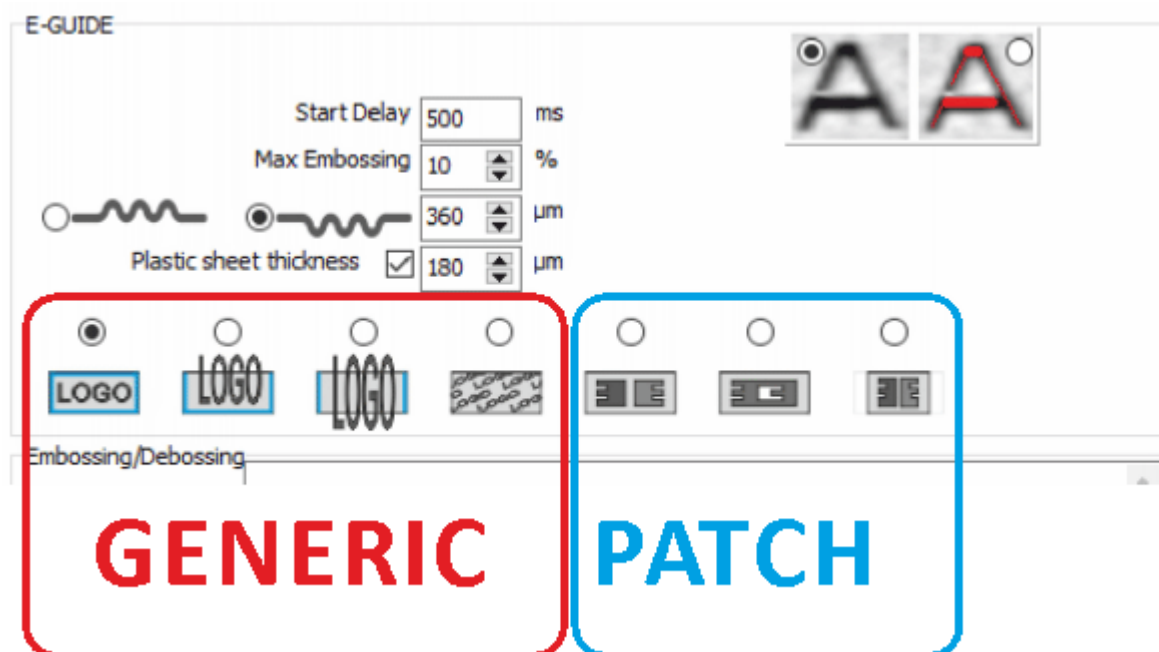 E-GUIDE
A A
Start Delay 500 ms
Max Embossing 10 %
360 µm
Plastic sheet thickness 180 µm
LOGO LOGO LOGO
Embossing/Debossing
GENERIC PATCH